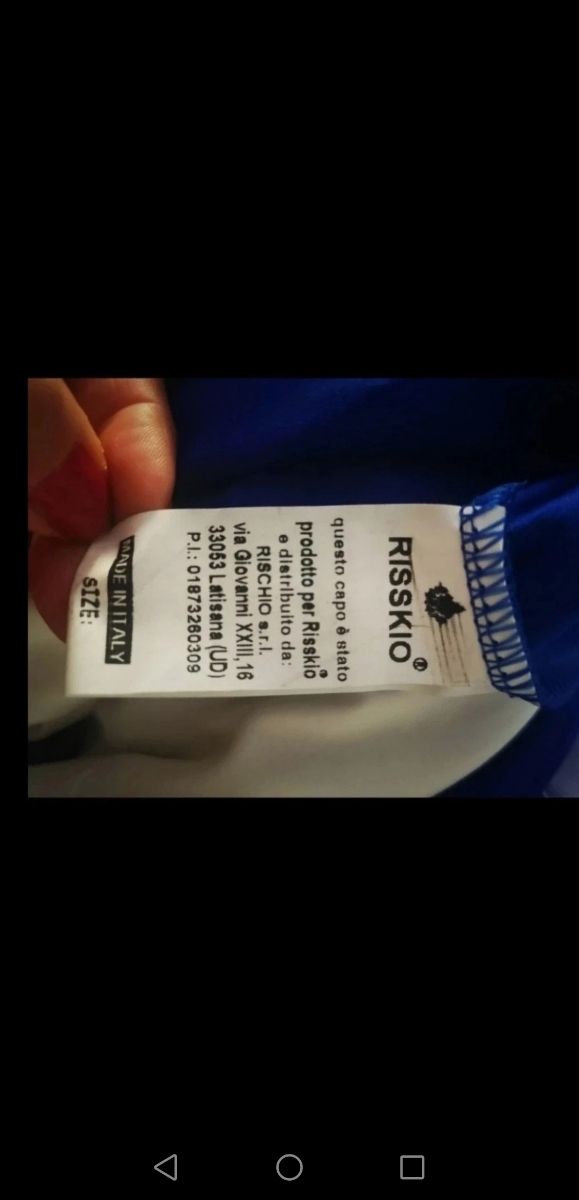 RISSKIO®
questo capo è stato
prodotto per Risskio®
e distribuito da:
RISCHIO s.r.l.
via Giovanni XXIII,16
33053 Latisana (UD)
P.I.: 01873280309
MADE IN ITALY
SIZE: